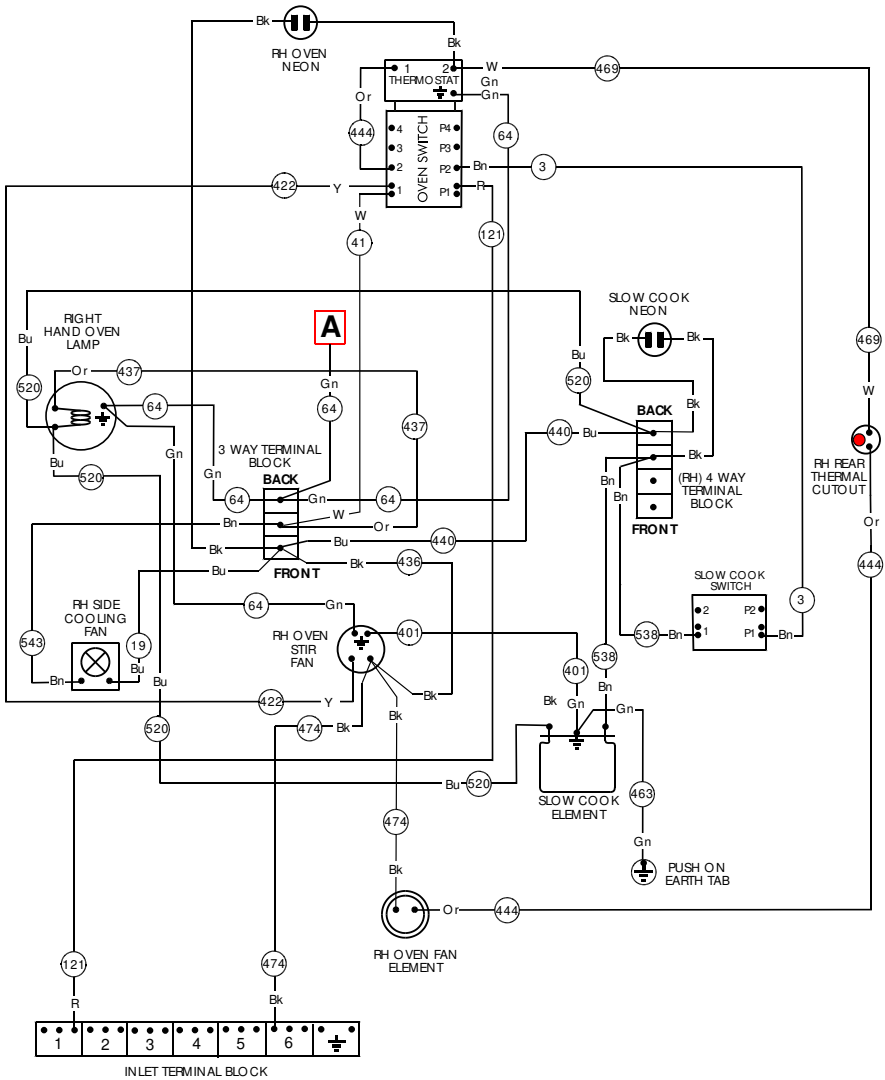 Bk
Bk
RH OVEN
NEON
1
2
THERMOSTAT
W
469
Gn
Gn
Or
444
64
OVEN SWITCH
4
P4
3
P3
2
P2
Bn
3
1
P1
R
422
Y
W
41
121
A
Gn
64
RIGHT
HAND OVEN
LAMP
Bu
520
Or
437
64
Gn
437
Bu
520
3 WAY TERMINAL
BLOCK
BACK
Gn
64
Gn
64
W
Or
Bn
Bk
Bu
Bu
440
FRONT
Bk
436
SLOW COOK
NEON
Bk
Bk
Bu
520
Bk
BACK
440
Bu
Bk
Bn
Bn
(RH) 4 WAY
TERMINAL
BLOCK
FRONT
469
W
RH REAR
THERMAL
CUTOUT
Or
444
SLOW COOK
SWITCH
2
P2
1
P1
538
Bn
Bn
3
RH SIDE
COOLING
FAN
543
19
Bn
Bu
Bu
64
Gn
RH OVEN
STIR
FAN
401
401
538
Bn
Bk
Bk
422
Y
474
Bk
Bk
520
Bk
Gn
Gn
Bu
520
SLOW COOK
ELEMENT
463
Gn
PUSH ON
EARTH TAB
474
Bk
Or
444
RH OVEN FAN
ELEMENT
121
R
474
Bk
1
2
3
4
5
6
INLET TERMINAL BLOCK